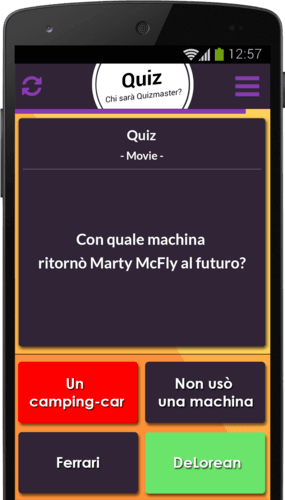 12:57
Quiz
Chi sarà Quizmaster?
Quiz
- Movie -
Con quale machina
ritornò Marty McFly al futuro?
Un
camping-car
Non usò
una machina
Ferrari
DeLorean